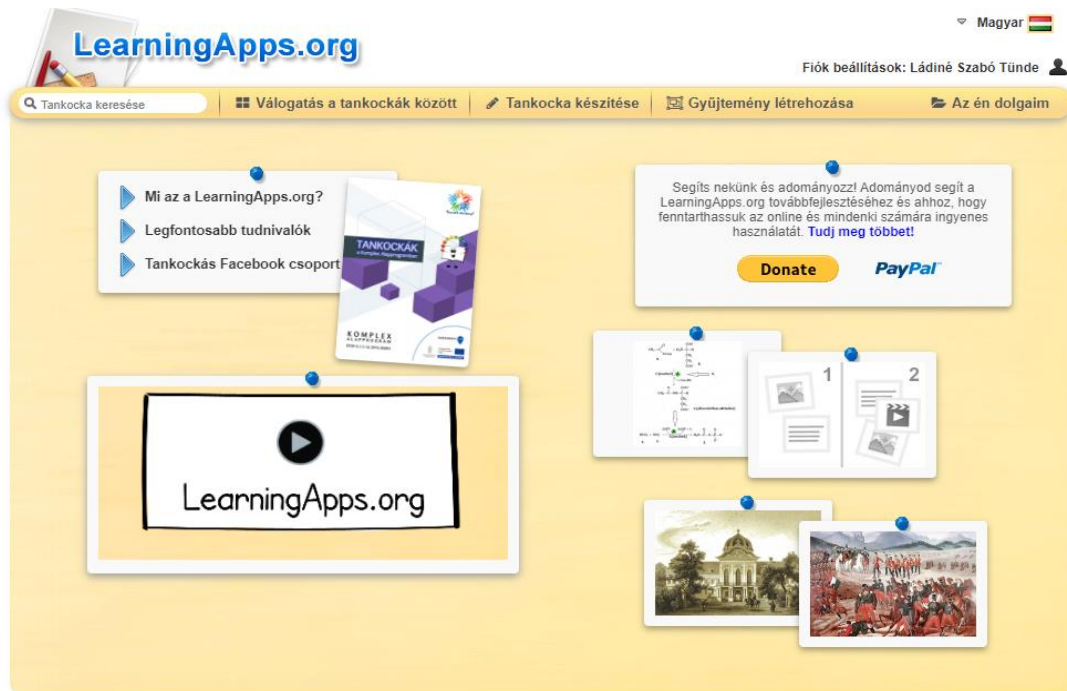 LearningApps.org
Magyar
Fiók beállítások: Ládiné Szabó Tünde
Tankocka keresése
Válogatás a tankockák között
Tankocka készítése
Gyűjtemény létrehozása
Az én dolgaim
Mi az a LearningApps.org?
Legfontosabb tudnivalók
Tankockás Facebook csoport
TANKOCKÁK
KOMPLEX
ALAPPROGRAM
Segíts nekünk és adományozz! Adományod segít a
LearningApps.org továbbfejlesztéséhez és ahhoz, hogy
fenntarthassuk az online és mindenki számára ingyenes
használatát. Tudj meg többet!
Donate
PayPal
1
2
LearningApps.org